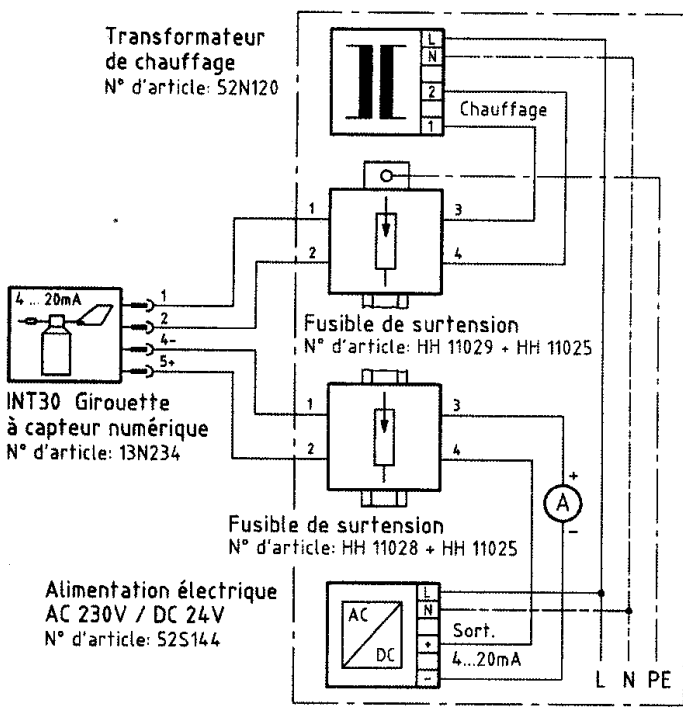 Transformateur
de chauffage
N° d'article: 52N120
L
N
2
1
Chauffage
1
2
3
4
4 ... 20mA
1
2
4-
5+
Fusible de surtension
N° d'article: HH 11029 + HH 11025
INT30 Girouette
à capteur numérique
N° d'article: 13N234
1
2
3
4
+
A
-
Fusible de surtension
N° d'article: HH 11028 + HH 11025
Alimentation électrique
AC 230V / DC 24V
N° d'article: 52S144
AC
DC
L
N
+
-
Sort.
4...20mA
L N PE